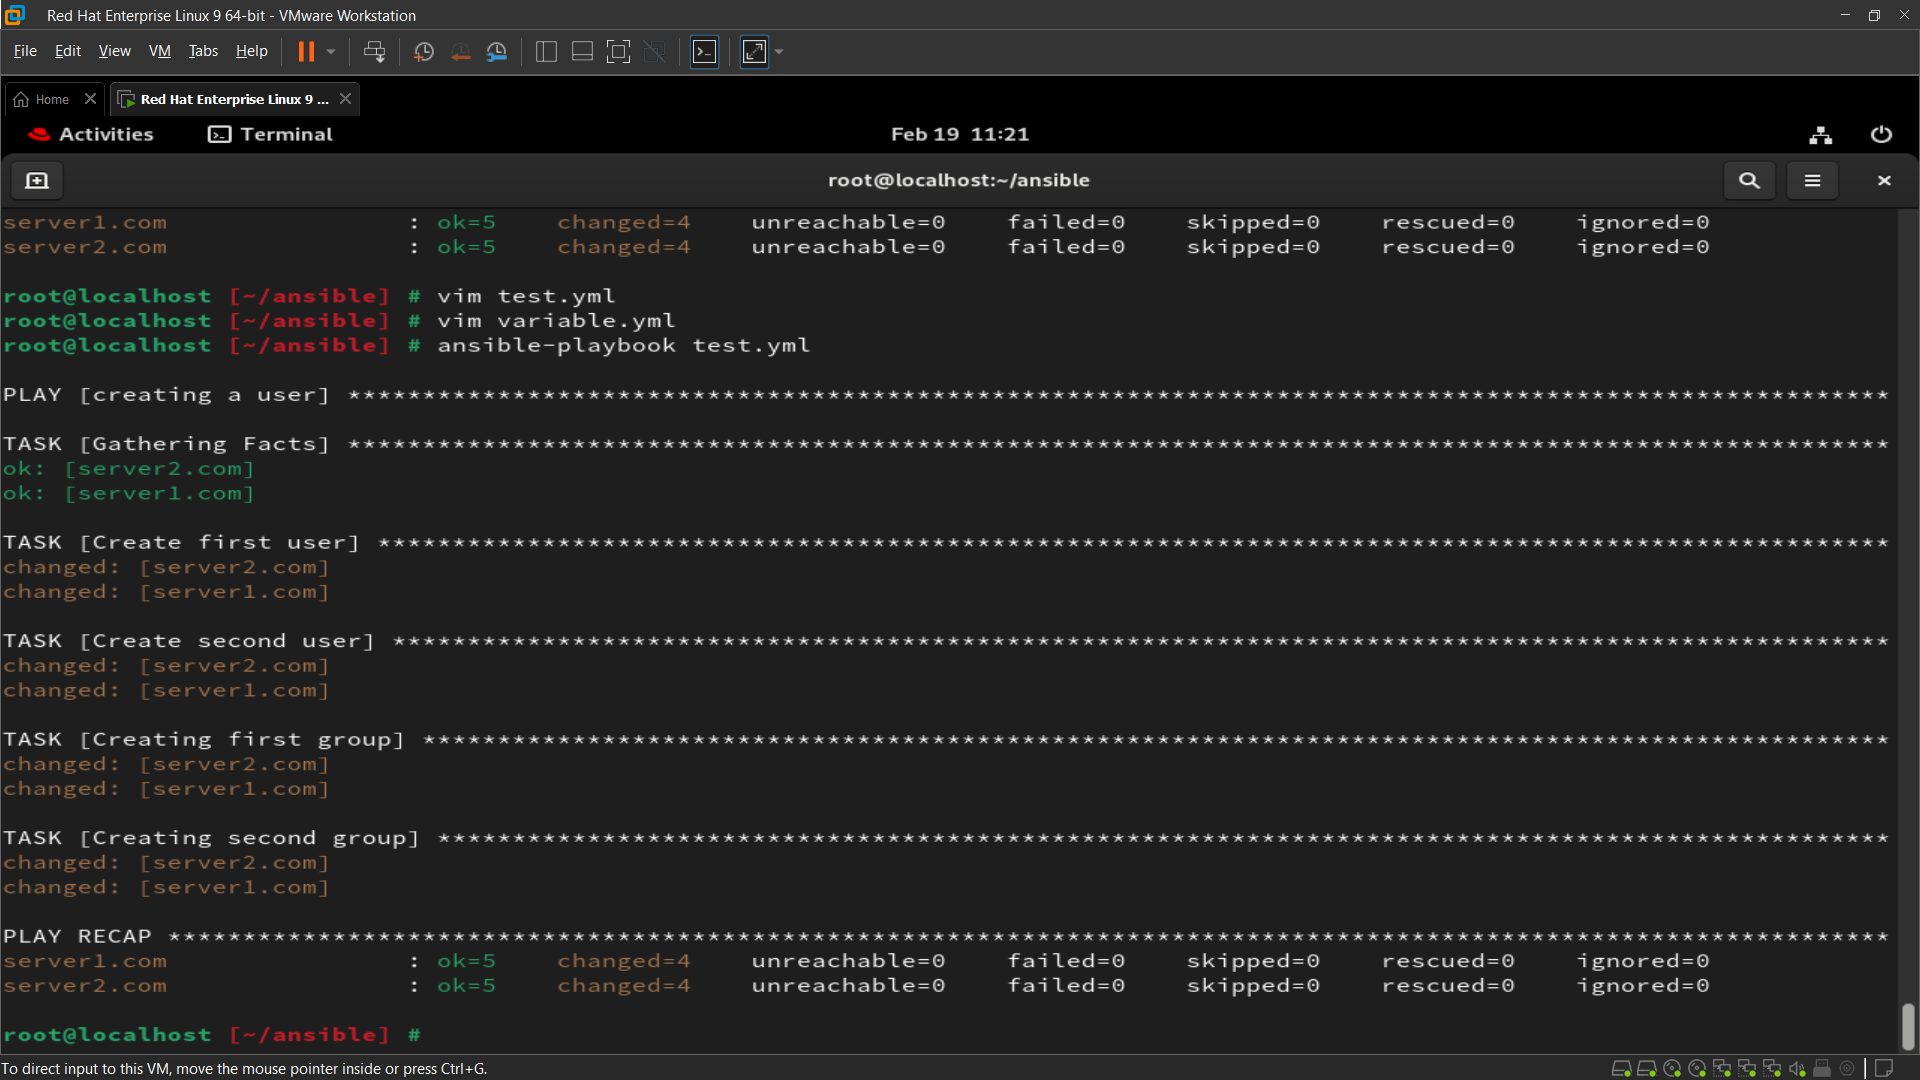 Red Hat Enterprise Linux 9 64-bit - VMware Workstation
File Edit View VM Tabs Help
Home Red Hat Enterprise Linux 9 ...
Activities Terminal Feb 19 11:21
root@localhost:~/ansible
server1.com : ok=5 changed=4 unreachable=0 failed=0 skipped=0 rescued=0 ignored=0
server2.com : ok=5 changed=4 unreachable=0 failed=0 skipped=0 rescued=0 ignored=0
root@localhost [~/ansible] # vim test.yml
root@localhost [~/ansible] # vim variable.yml
root@localhost [~/ansible] # ansible-playbook test.yml
PLAY [creating a user] *******************************************************************************************************
TASK [Gathering Facts] *******************************************************************************************************
ok: [server2.com]
ok: [server1.com]
TASK [Create first user] *****************************************************************************************************
changed: [server2.com]
changed: [server1.com]
TASK [Create second user] ****************************************************************************************************
changed: [server2.com]
changed: [server1.com]
TASK [Creating first group] **************************************************************************************************
changed: [server2.com]
changed: [server1.com]
TASK [Creating second group] *************************************************************************************************
changed: [server2.com]
changed: [server1.com]
PLAY RECAP *******************************************************************************************************************
server1.com : ok=5 changed=4 unreachable=0 failed=0 skipped=0 rescued=0 ignored=0
server2.com : ok=5 changed=4 unreachable=0 failed=0 skipped=0 rescued=0 ignored=0
root@localhost [~/ansible] #
To direct input to this VM, move the mouse pointer inside or press Ctrl+G.